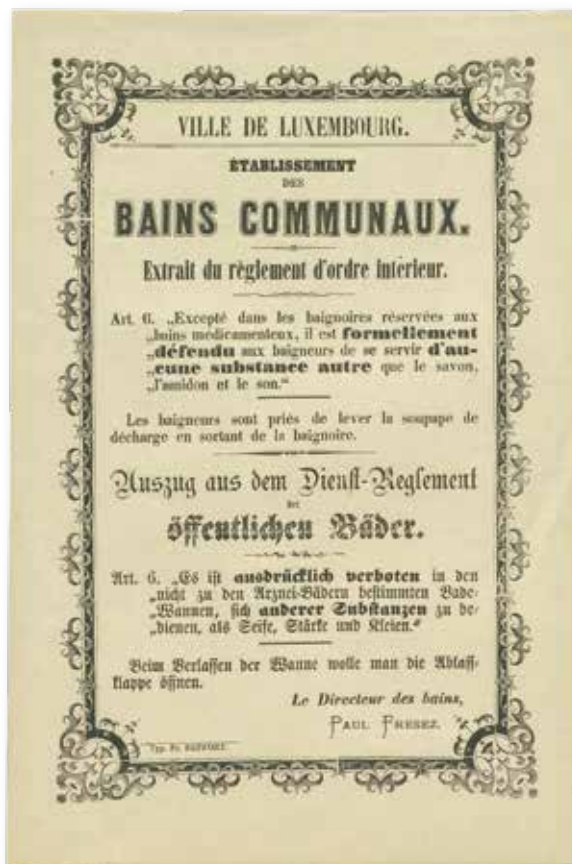 VILLE DE LUXEMBOURG.
ÉTABLISSEMENT
DES
BAINS COMMUNAUX.
Extrait du règlement d'ordre intérieur.
Art. 6. „Excepté dans les baignoires réservées aux
„bains médicamenteux, il est formellement
„défendu aux baigneurs de se servir d'au-
„cune substance autre que le savon,
„l'amidon et le son.“
Les baigneurs sont priés de lever la soupape de
décharge en sortant de la baignoire.
Auszug aus dem Dienst-Reglement
der
öffentlichen Bäder.
Art. 6. „Es ist ausdrücklich verboten in den
„nicht zu den Arznei-Bädern bestimmten Bade-
„Wannen, sich anderer Substanzen zu be-
„dienen, als Seife, Stärke und Kleien.“
Beim Verlassen der Wanne wolle man die Ablaß-
klappe öffnen.
Le Directeur des bains,
PAUL FRESEZ.
Typ. Fr.